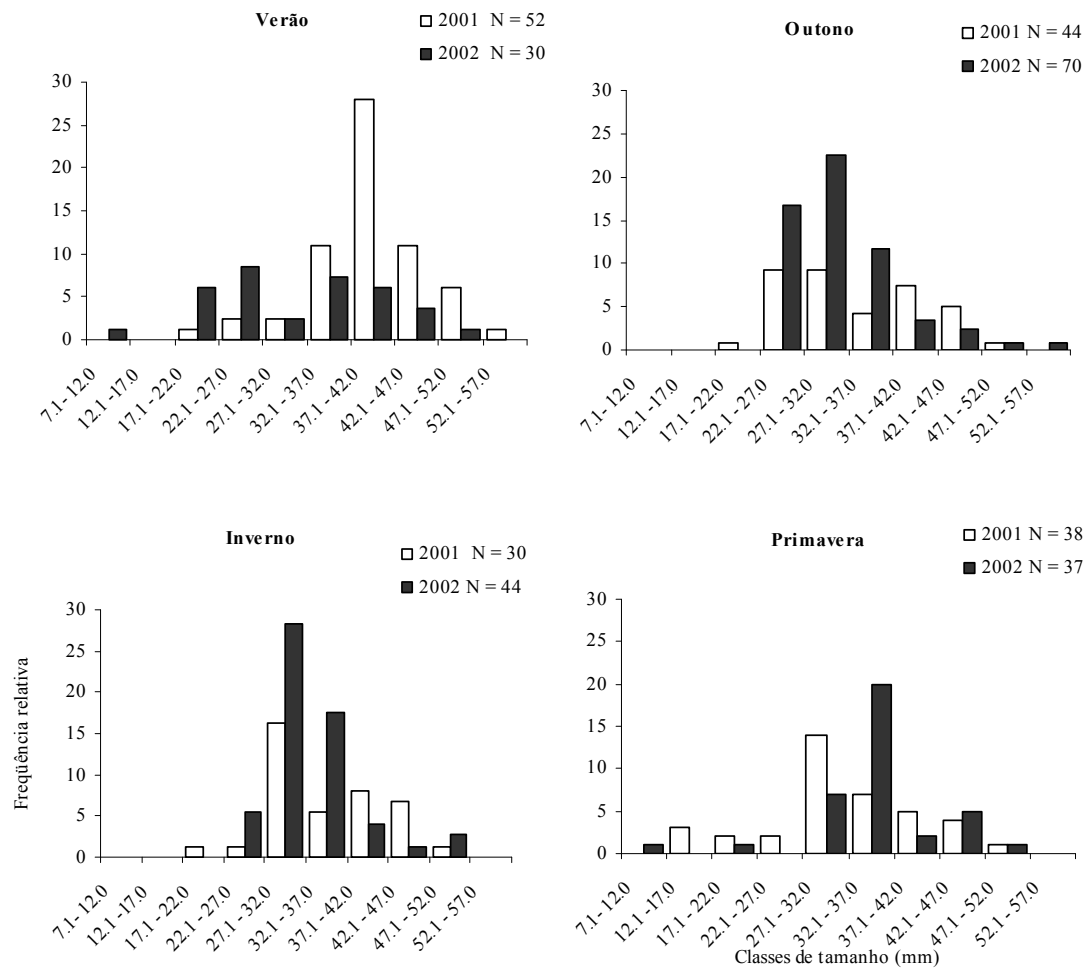 Verão
2001 N = 52
2002 N = 30
30
25
20
15
10
5
0
7.1 - 12.0
12.1 -17.0
17.1 - 22.0
22.1 - 27.0
27.1 - 32.0
32.1 - 37.0
37.1 - 42.0
42.1 - 47.0
47.1 - 52.0
52.1 - 57.0
Outono
2001 N = 44
2002 N = 70
30
25
20
15
10
5
0
7.1 - 12.0
12.1 -17.0
17.1 - 22.0
22.1 - 27.0
27.1 - 32.0
32.1 - 37.0
37.1 - 42.0
42.1 - 47.0
47.1 - 52.0
52.1 - 57.0
Inverno
2001 N = 30
2002 N = 44
Freqüência relativa
30
25
20
15
10
5
0
7.1 - 12.0
12.1 -17.0
17.1 - 22.0
22.1 - 27.0
27.1 - 32.0
32.1 - 37.0
37.1 - 42.0
42.1 - 47.0
47.1 - 52.0
52.1 - 57.0
Primavera
2001 N = 38
2002 N = 37
30
25
20
15
10
5
0
7.1 - 12.0
12.1 -17.0
17.1 - 22.0
22.1 - 27.0
27.1 - 32.0
32.1 - 37.0
37.1 - 42.0
42.1 - 47.0
47.1 - 52.0
52.1 - 57.0
Classes de tamanho (mm)